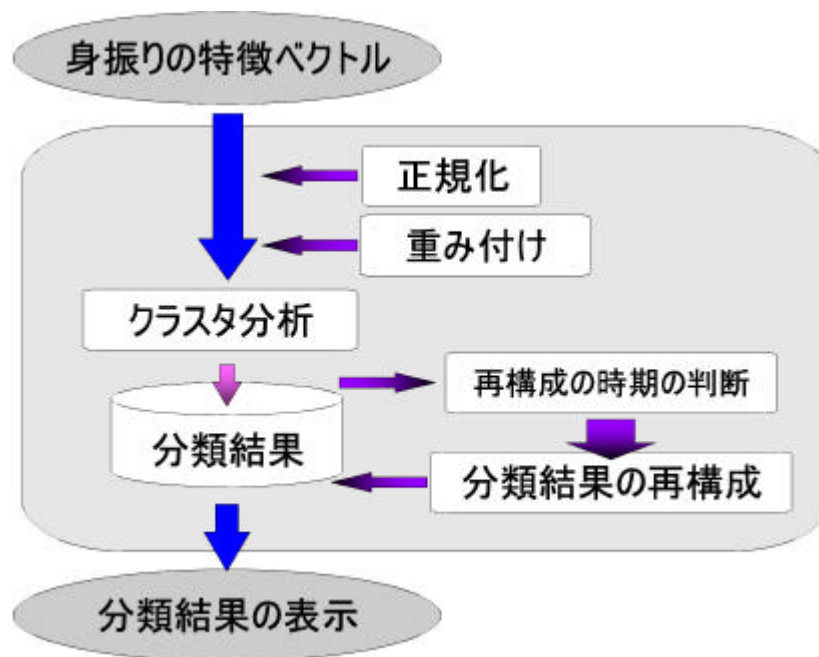 身振りの特徴ベクトル
正規化
重み付け
クラスタ分析
再構成の時期の判断
分類結果
分類結果の再構成
分類結果の表示